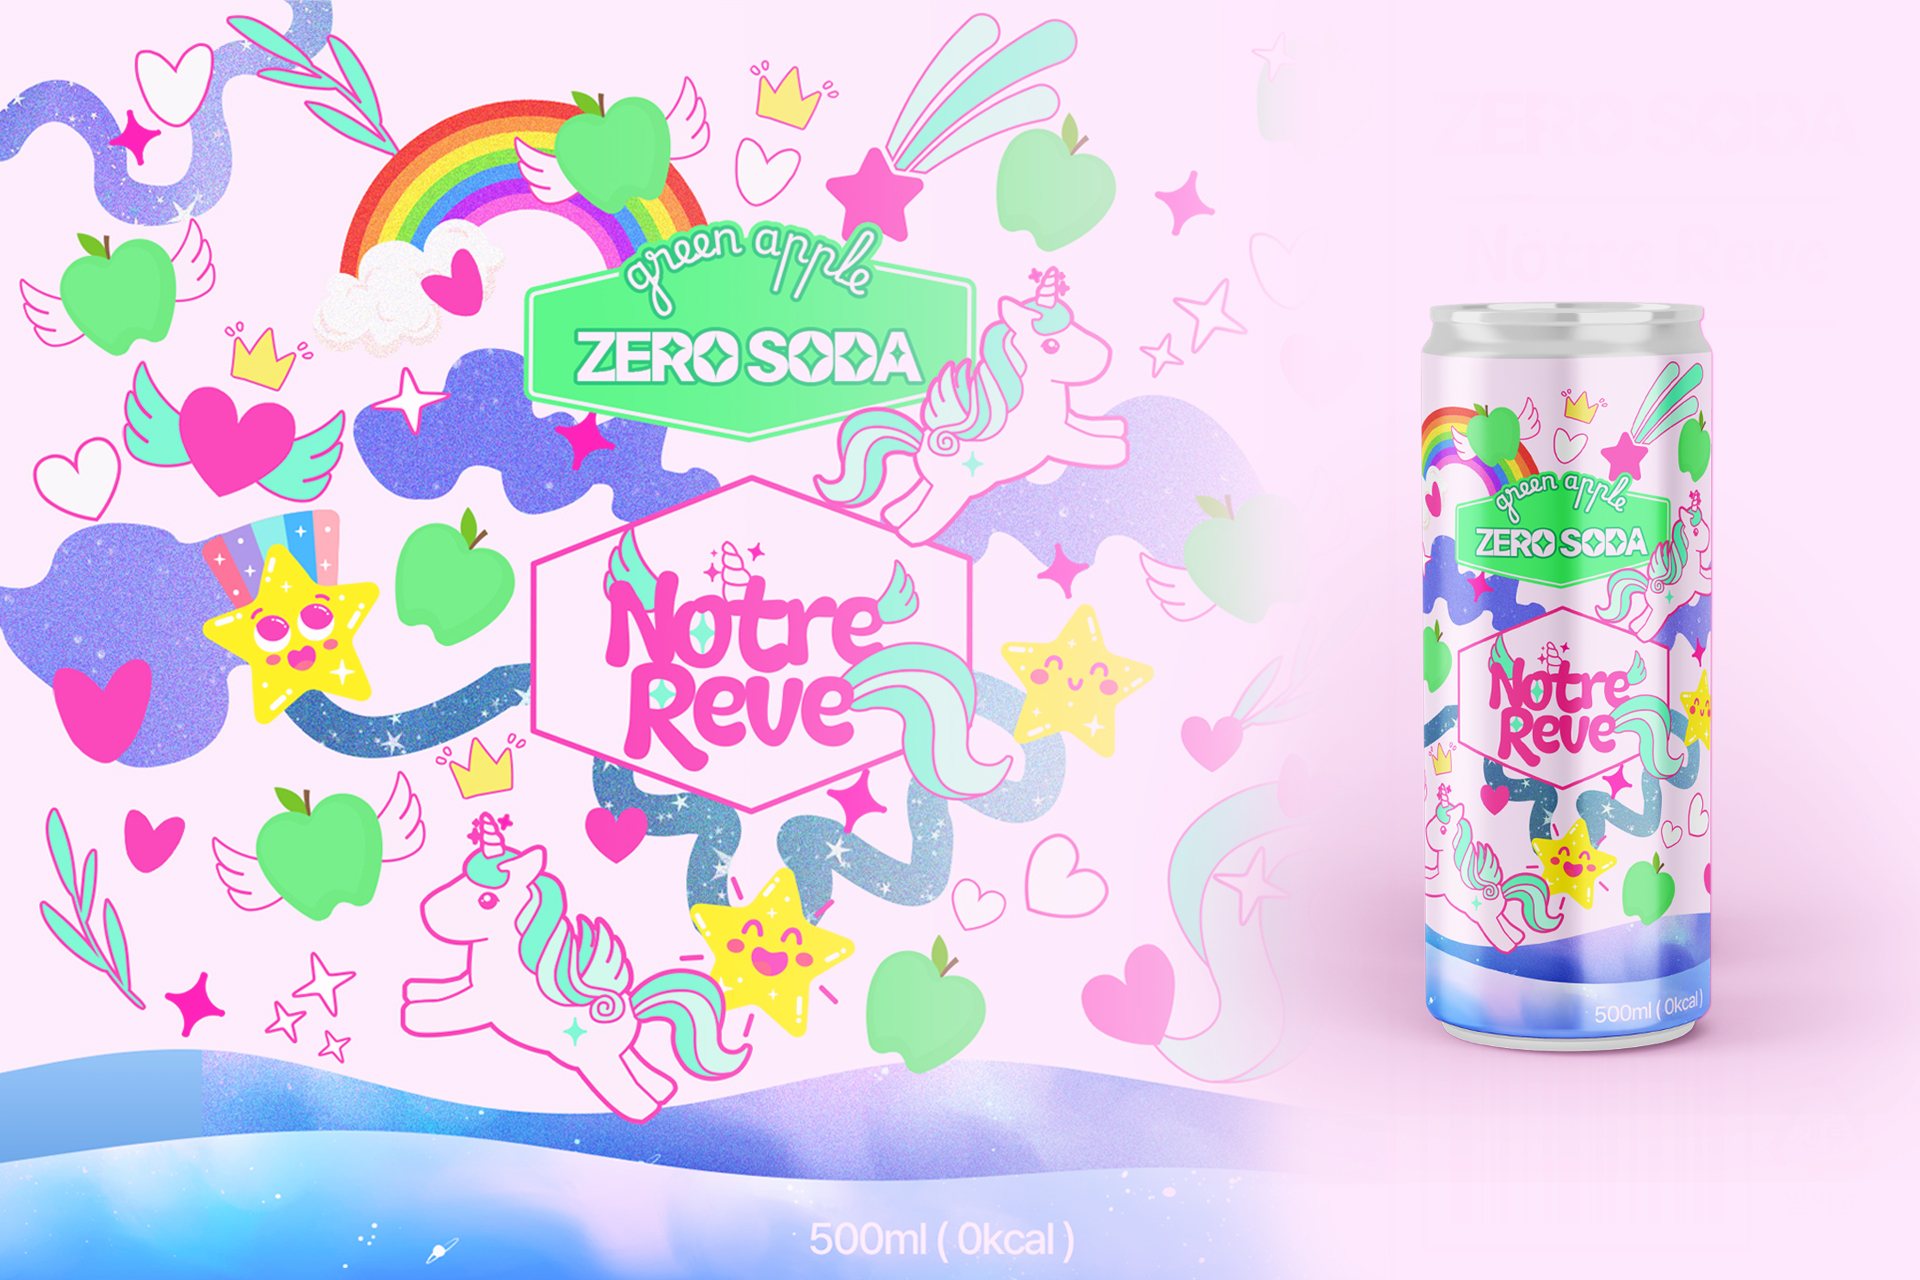 green apple
ZERO SODA
Notre
Reve
500ml ( 0kcal )
green apple
ZERO SODA
Notre
Reve
500ml ( 0kcal )